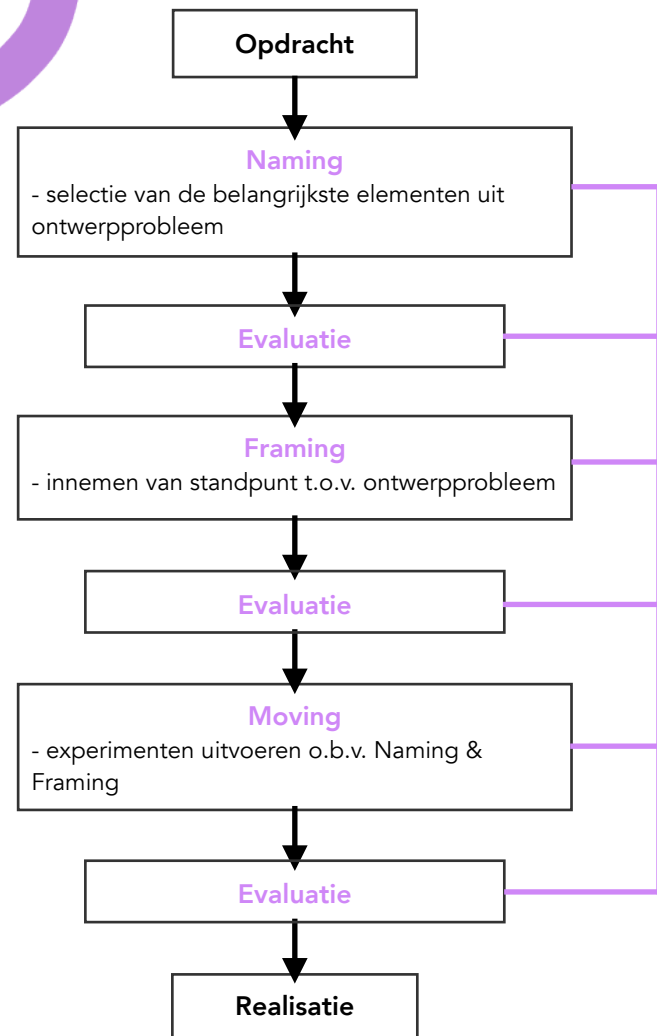 Opdracht
Naming
- selectie van de belangrijkste elementen uit
ontwerpprobleem
Evaluatie
Framing
- innemen van standpunt t.o.v. ontwerpprobleem
Evaluatie
Moving
- experimenten uitvoeren o.b.v. Naming &
Framing
Evaluatie
Realisatie